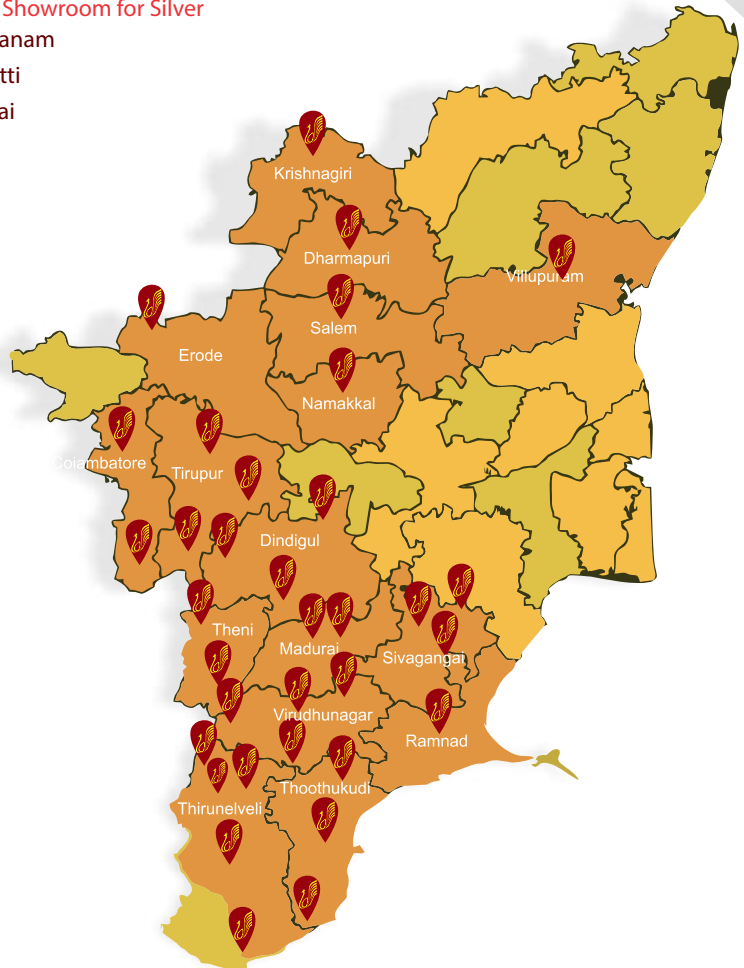 Showroom for Silver
anam
tti
ai
Krishnagiri
Dharmapuri
Villupuram
Salem
Erode
Namakkal
Coiambatore
Tirupur
Dindigul
Theni
Madurai
Sivagangai
Virudhunagar
Ramnad
Thoothukudi
Thirunelveli